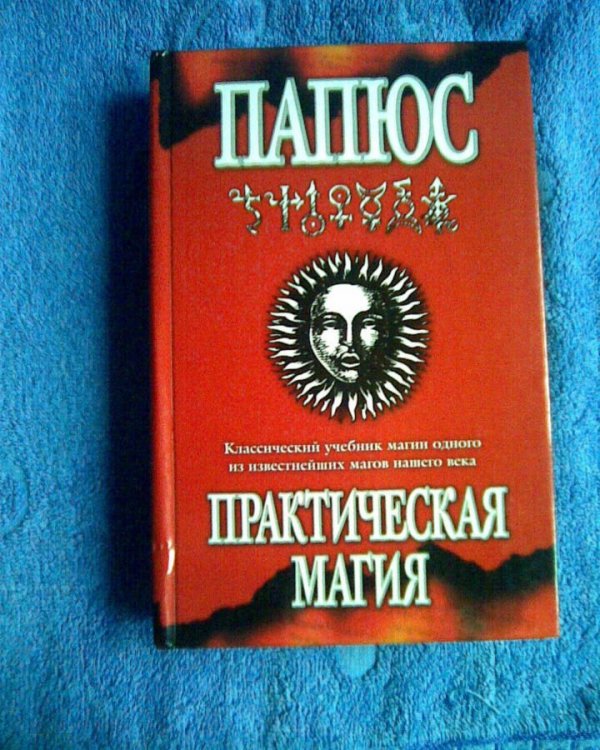 ПАПЮС
Классический учебник магии одного
из известнейших магов нашего века
ПРАКТИЧЕСКАЯ
МАГИЯ